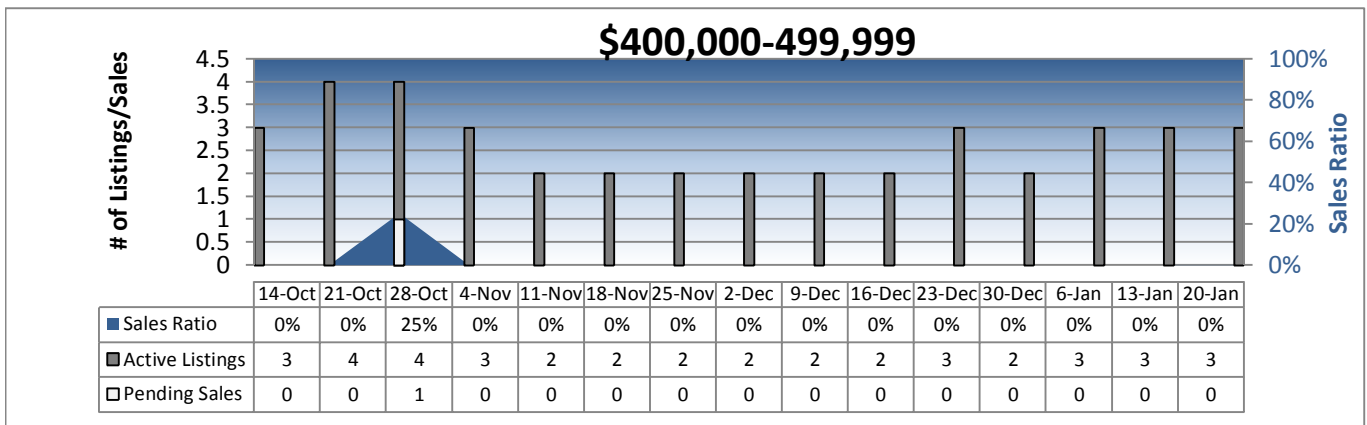 $400,000-499,999
# of Listings/Sales
4.5
4
3.5
3
2.5
2
1.5
1
0.5
0
100%
80%
60%
40%
20%
0%
Sales Ratio
14-Oct 21-Oct 28-Oct 4-Nov 11-Nov 18-Nov 25-Nov 2-Dec 9-Dec 16-Dec 23-Dec 30-Dec 6-Jan 13-Jan 20-Jan
Sales Ratio 0% 0% 25% 0% 0% 0% 0% 0% 0% 0% 0% 0% 0% 0% 0%
Active Listings 3 4 4 3 2 2 2 2 2 2 3 2 3 3 3
Pending Sales 0 0 1 0 0 0 0 0 0 0 0 0 0 0 0